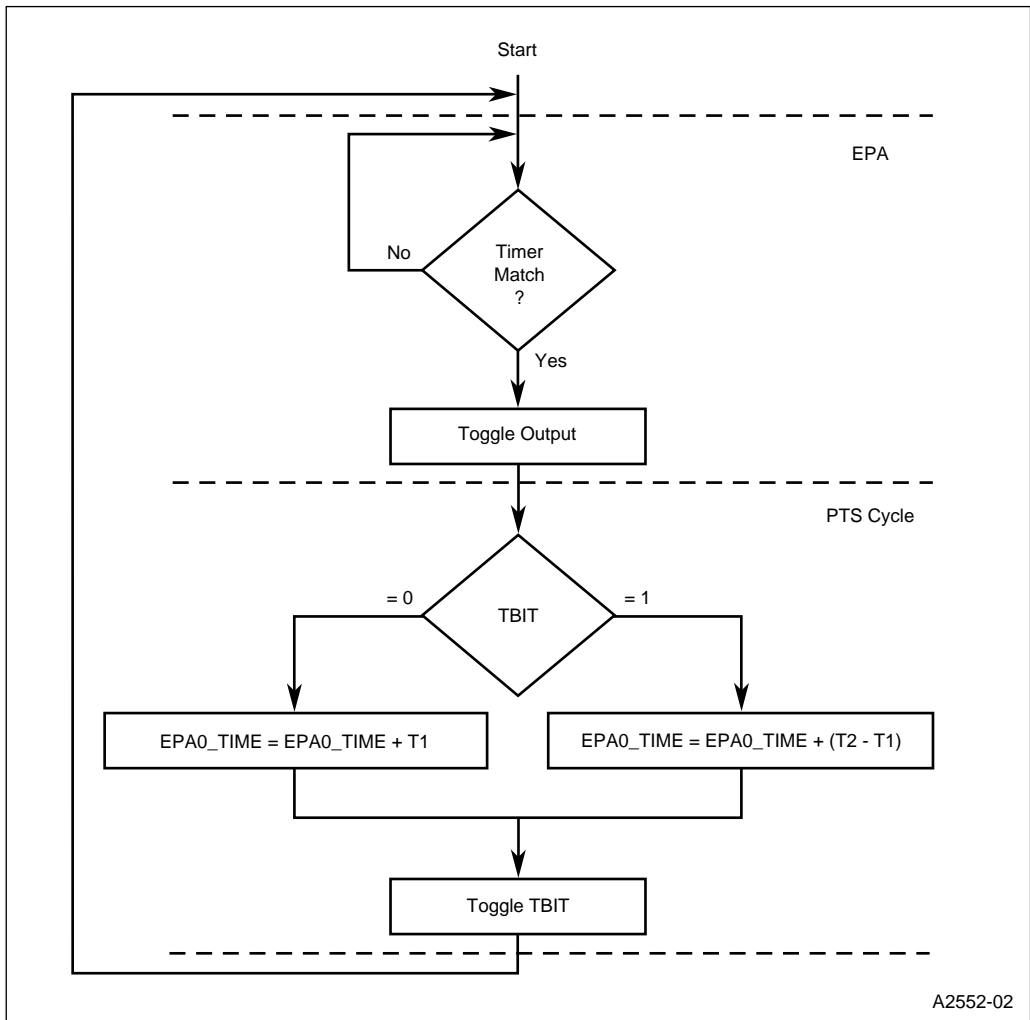 Start
EPA
No
Timer
Match
?
Yes
Toggle Output
PTS Cycle
= 0
TBIT
= 1
EPA0_TIME = EPA0_TIME + T1
EPA0_TIME = EPA0_TIME + (T2 - T1)
Toggle TBIT
A2552-02